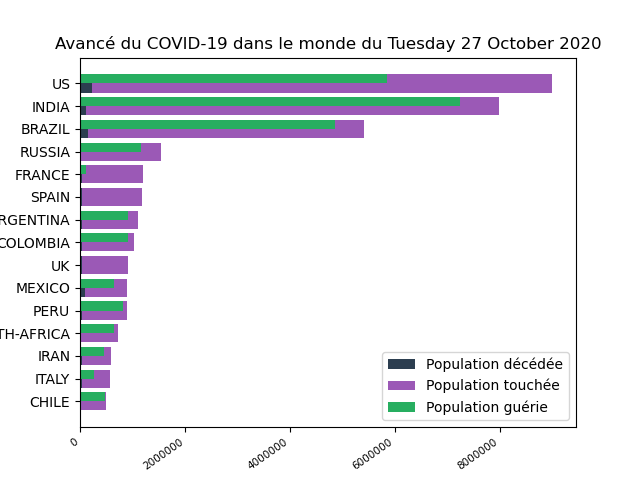 Avancé du COVID-19 dans le monde du Tuesday 27 October 2020
US
INDIA
BRAZIL
RUSSIA
FRANCE
SPAIN
RGENTINA
COLOMBIA
UK
MEXICO
PERU
TH-AFRICA
IRAN
ITALY
CHILE
Population décédée
Population touchée
Population guérie
0
2000000
4000000
6000000
8000000